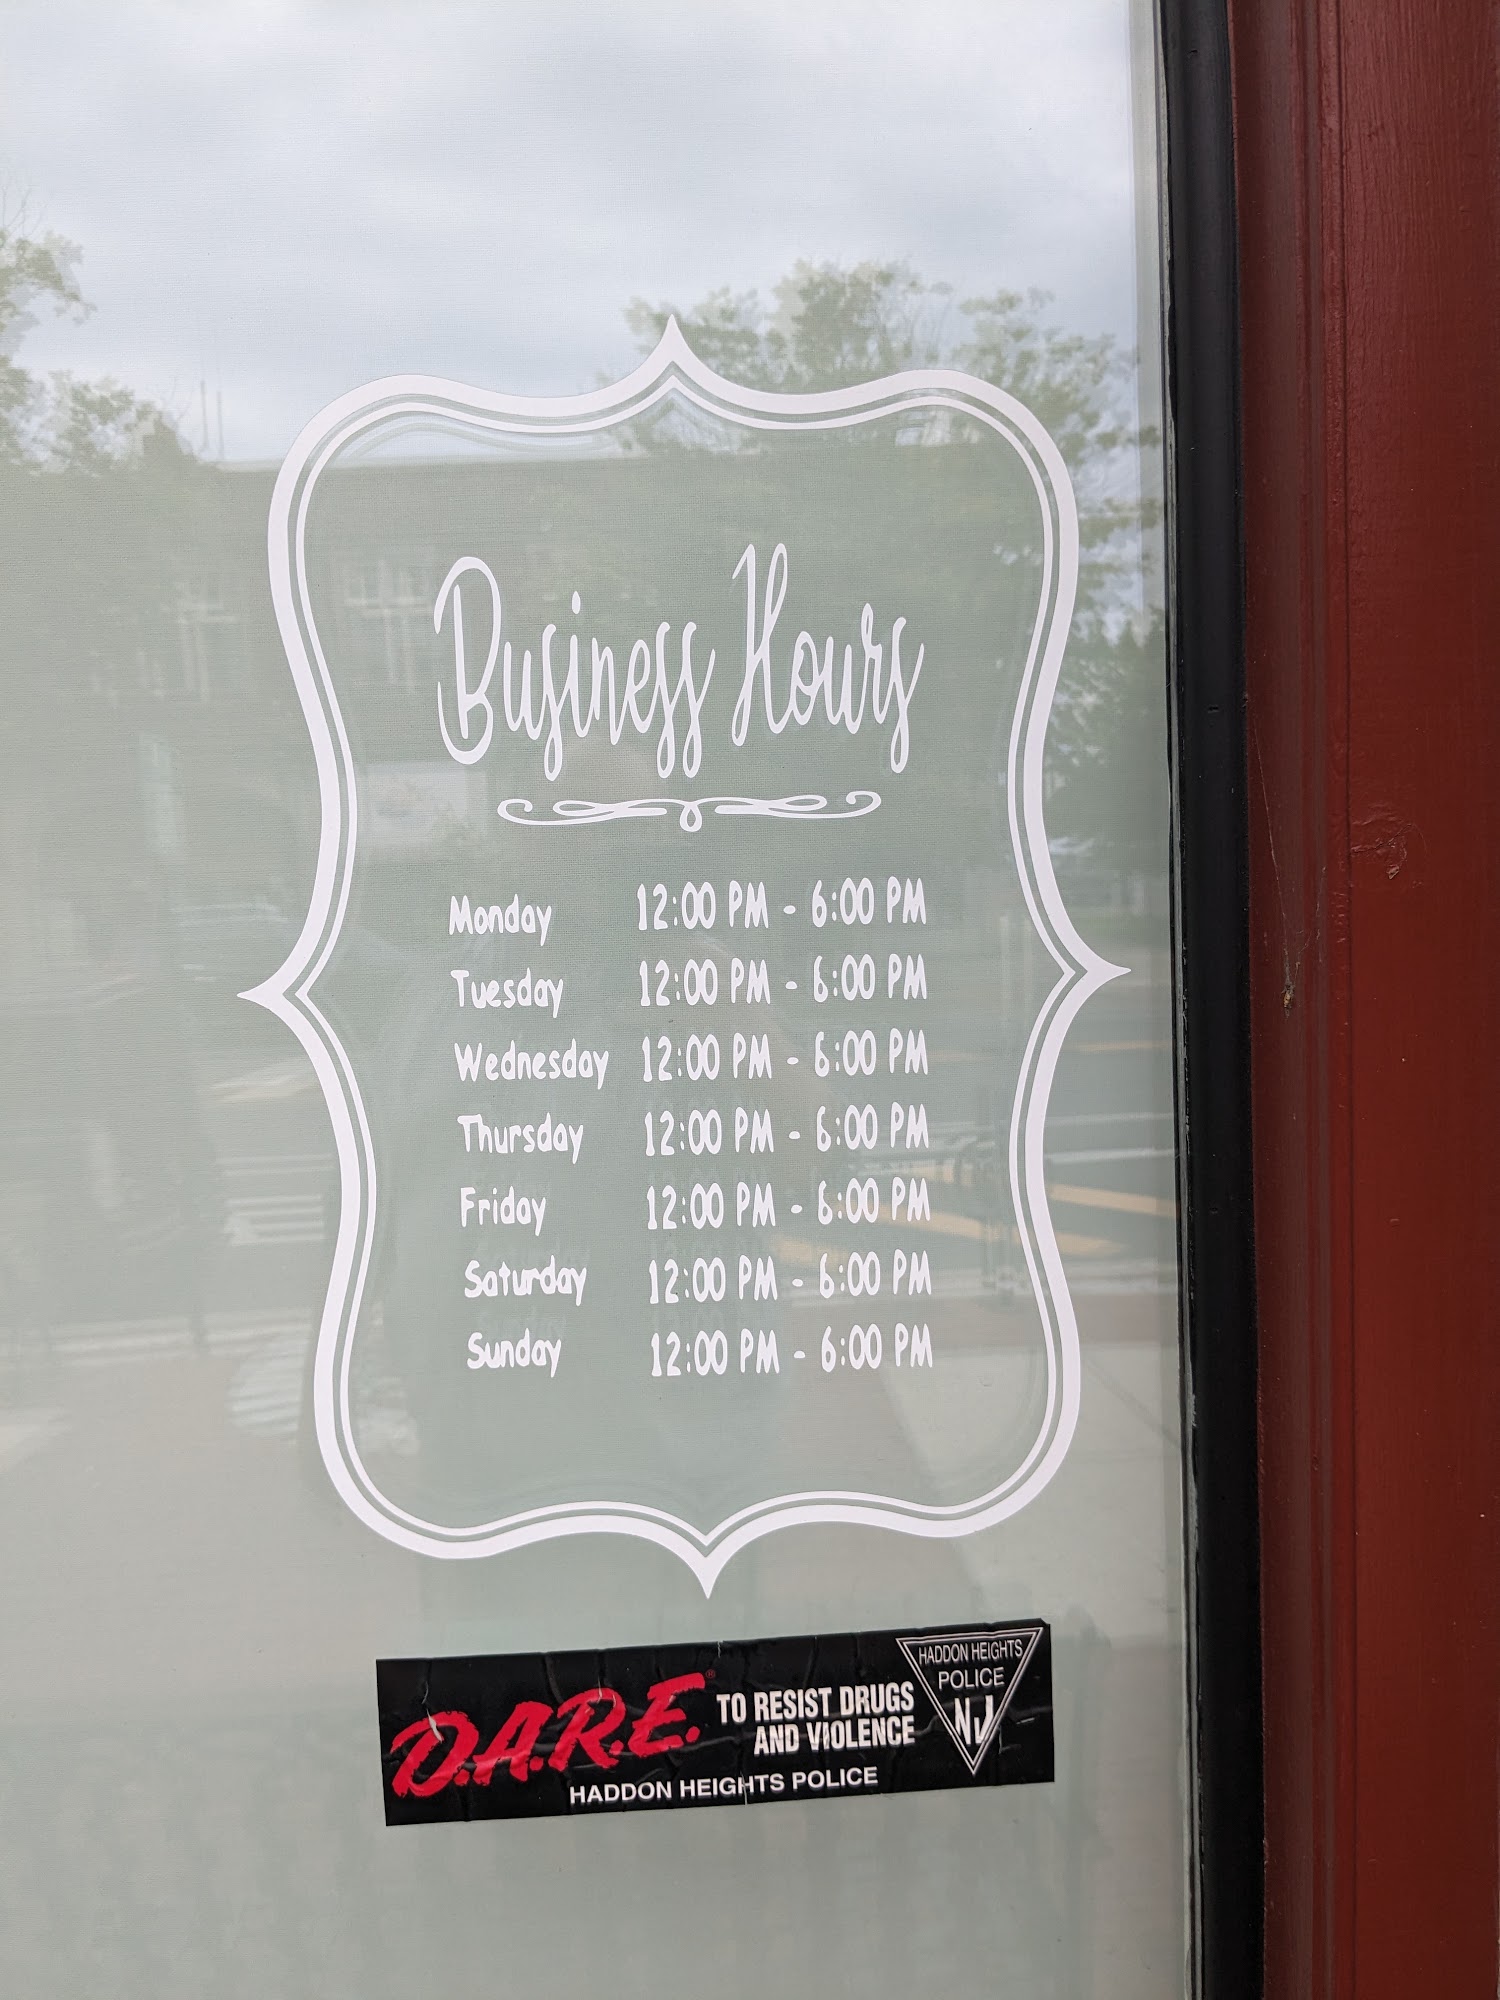 Business Hours
Monday 12:00 PM - 6:00 PM
Tuesday 12:00 PM - 6:00 PM
Wednesday 12:00 PM - 6:00 PM
Thursday 12:00 PM - 6:00 PM
Friday 12:00 PM - 6:00 PM
Saturday 12:00 PM - 6:00 PM
Sunday 12:00 PM - 6:00 PM
D.A.R.E.® TO RESIST DRUGS
AND VIOLENCE
HADDON HEIGHTS POLICE
HADDON HEIGHTS
POLICE
NJ